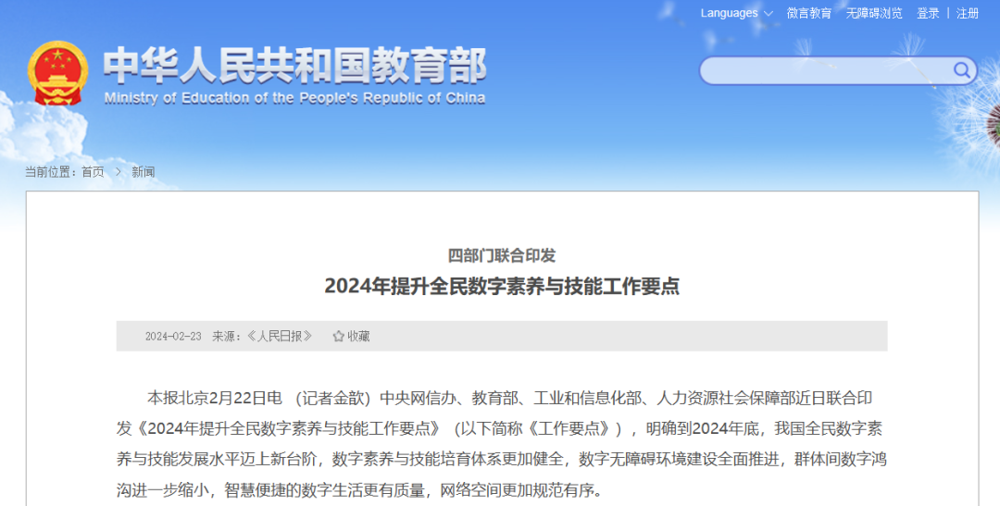 Languages 微言教育 无障碍浏览 登录 | 注册
中华人民共和国教育部
Ministry of Education of the People's Republic of China
当前位置：首页 > 新闻
四部门联合印发
2024年提升全民数字素养与技能工作要点
2024-02-23 来源：《人民日报》 收藏
本报北京2月22日电 （记者金歆）中央网信办、教育部、工业和信息化部、人力资源社会保障部近日联合印
发《2024年提升全民数字素养与技能工作要点》（以下简称《工作要点》），明确到2024年底，我国全民数字素
养与技能发展水平迈上新台阶，数字素养与技能培育体系更加健全，数字无障碍环境建设全面推进，群体间数字鸿
沟进一步缩小，智慧便捷的数字生活更有质量，网络空间更加规范有序。